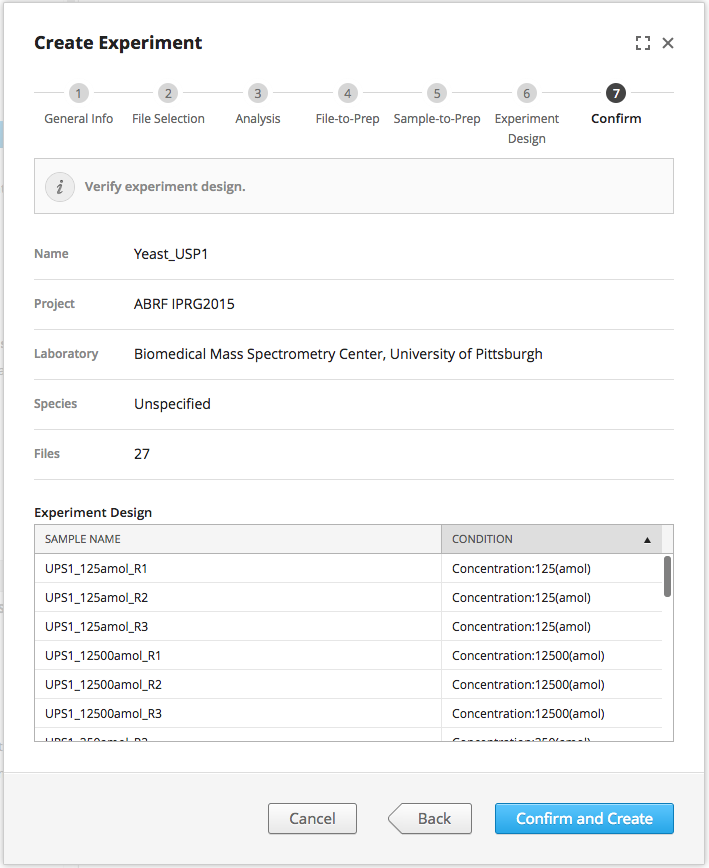 Create Experiment
1 2 3 4 5 6 7
General Info File Selection Analysis File-to-Prep Sample-to-Prep Experiment Design Confirm
i Verify experiment design.
Name Yeast_USP1
Project ABRF IPRG2015
Laboratory Biomedical Mass Spectrometry Center, University of Pittsburgh
Species Unspecified
Files 27
Experiment Design
SAMPLE NAME CONDITION
UPS1_125amol_R1 Concentration:125(amol)
UPS1_125amol_R2 Concentration:125(amol)
UPS1_125amol_R3 Concentration:125(amol)
UPS1_12500amol_R1 Concentration:12500(amol)
UPS1_12500amol_R2 Concentration:12500(amol)
UPS1_12500amol_R3 Concentration:12500(amol)
Cancel Back Confirm and Create